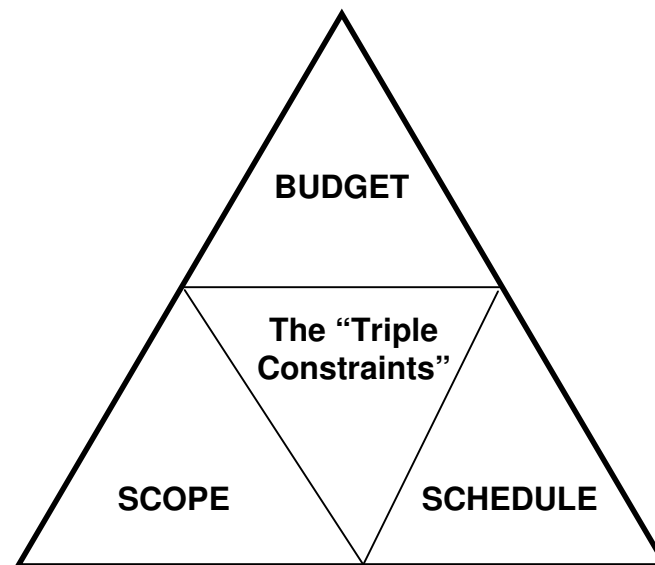 BUDGET
The “Triple
Constraints”
SCOPE
SCHEDULE